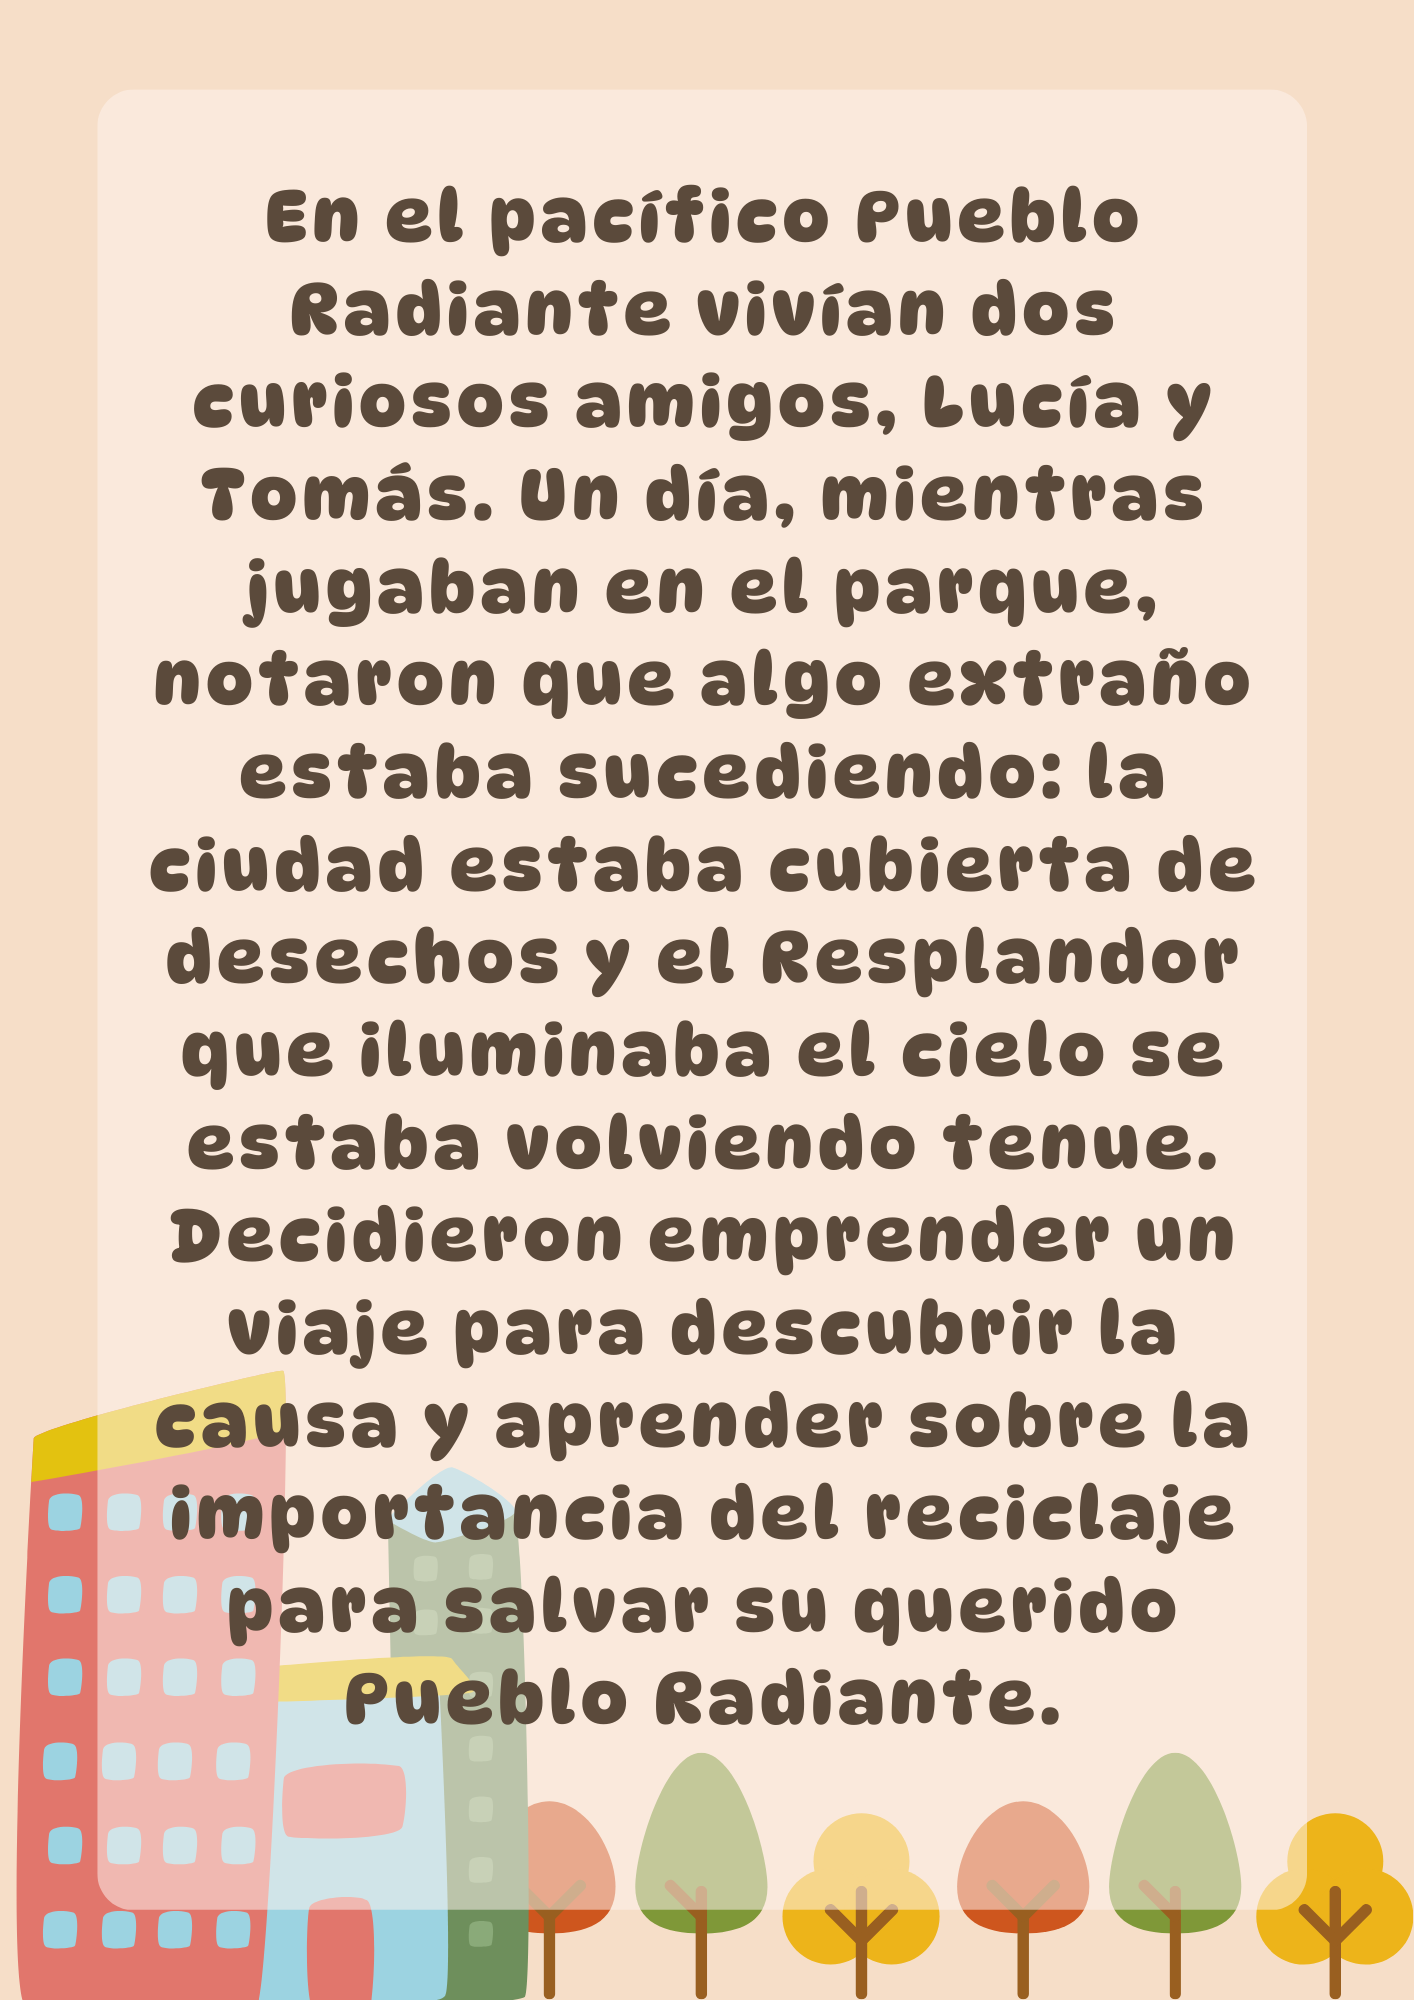 En el pacífico Pueblo
Radiante vivían dos
curiosos amigos, Lucía y
Tomás. Un día, mientras
jugaban en el parque,
notaron que algo extraño
estaba sucediendo: la
ciudad estaba cubierta de
desechos y el Resplandor
que iluminaba el cielo se
estaba volviendo tenue.
Decidieron emprender un
viaje para descubrir la
causa y aprender sobre la
importancia del reciclaje
para salvar su querido
Pueblo Radiante.